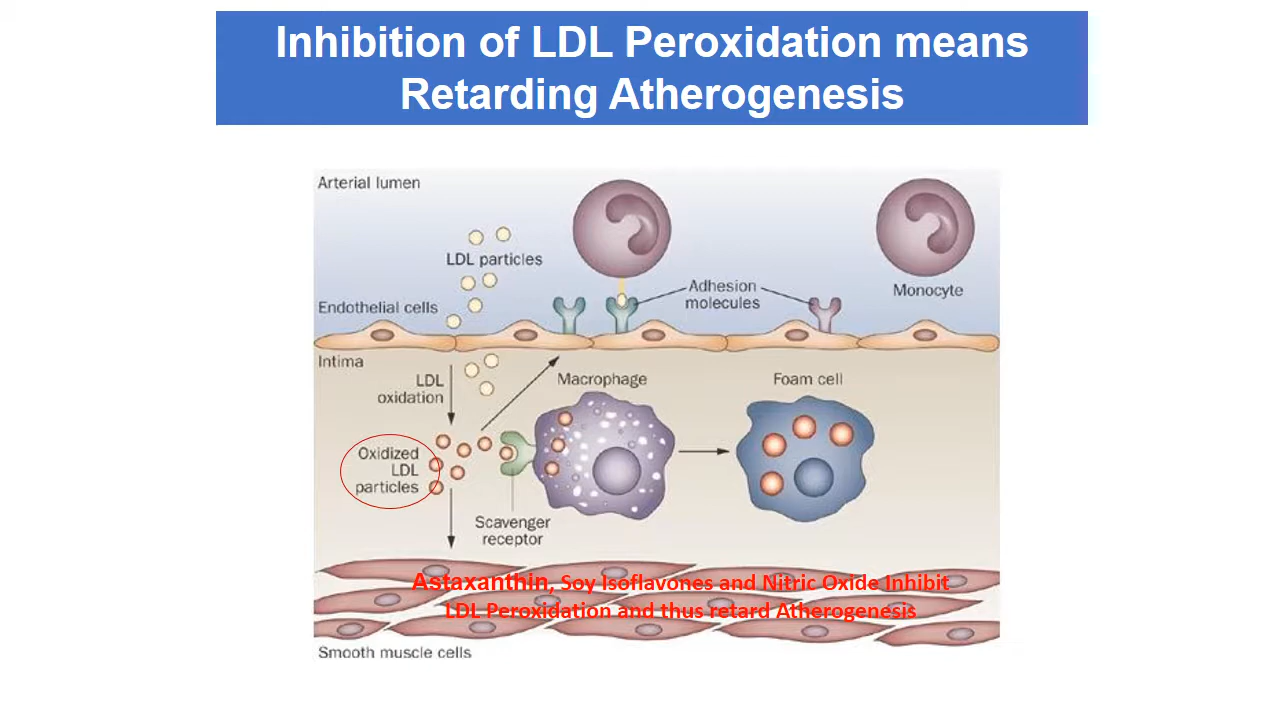 Inhibition of LDL Peroxidation means
Retarding Atherogenesis
Arterial lumen
LDL particles
Adhesion
molecules
Monocyte
Endothelial cells
Intima
LDL
oxidation
Macrophage
Foam cell
Oxidized
LDL
particles
Scavenger
receptor
Astaxanthin, Soy Isoflavones and Nitric Oxide Inhibit
LDL Peroxidation and thus retard Atherogenesis
Smooth muscle cells